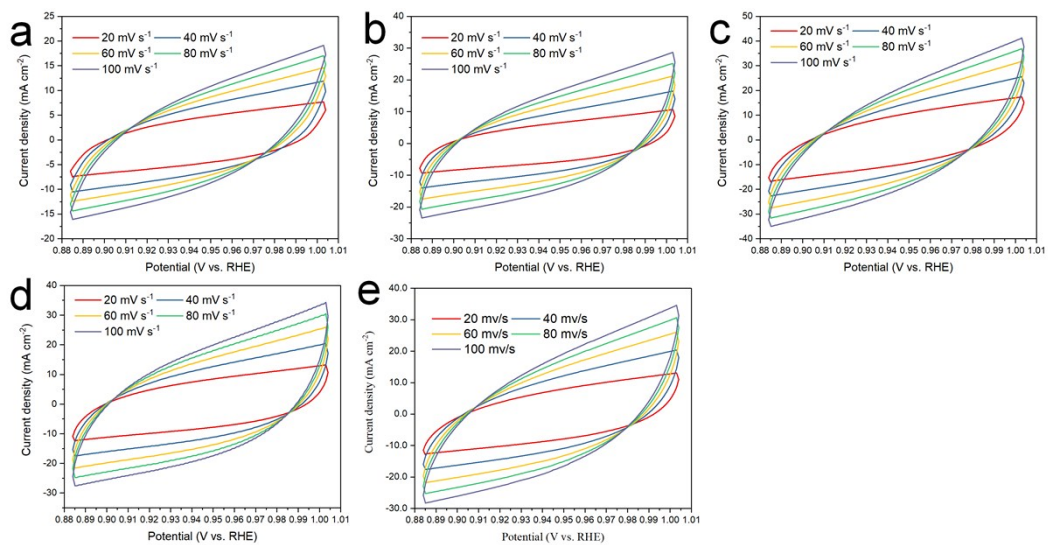 a
20 mV s⁻¹ 40 mV s⁻¹
60 mV s⁻¹ 80 mV s⁻¹
100 mV s⁻¹
Current density (mA cm⁻²)
25
20
15
10
5
0
-5
-10
-15
-20
0.88 0.89 0.90 0.91 0.92 0.93 0.94 0.95 0.96 0.97 0.98 0.99 1.00 1.01
Potential (V vs. RHE)
b
20 mV s⁻¹ 40 mV s⁻¹
60 mV s⁻¹ 80 mV s⁻¹
100 mV s⁻¹
Current density (mA cm⁻²)
40
30
20
10
0
-10
-20
-30
0.88 0.89 0.90 0.91 0.92 0.93 0.94 0.95 0.96 0.97 0.98 0.99 1.00 1.01
Potential (V vs. RHE)
c
20 mV s⁻¹ 40 mV s⁻¹
60 mV s⁻¹ 80 mV s⁻¹
100 mV s⁻¹
Current density (mA cm⁻²)
50
40
30
20
10
0
-10
-20
-30
-40
0.88 0.89 0.90 0.91 0.92 0.93 0.94 0.95 0.96 0.97 0.98 0.99 1.00 1.01
Potential (V vs. RHE)
d
20 mV s⁻¹ 40 mV s⁻¹
60 mV s⁻¹ 80 mV s⁻¹
100 mV s⁻¹
Current density (mA cm⁻²)
40
30
20
10
0
-10
-20
-30
0.88 0.89 0.90 0.91 0.92 0.93 0.94 0.95 0.96 0.97 0.98 0.99 1.00 1.01
Potential (V vs. RHE)
e
20 mv/s 40 mv/s
60 mv/s 80 mv/s
100 mv/s
Current density (mA cm⁻²)
40.0
30.0
20.0
10.0
0.0
-10.0
-20.0
-30.0
0.88 0.89 0.90 0.91 0.92 0.93 0.94 0.95 0.96 0.97 0.98 0.99 1.00 1.01
Potential (V vs. RHE)